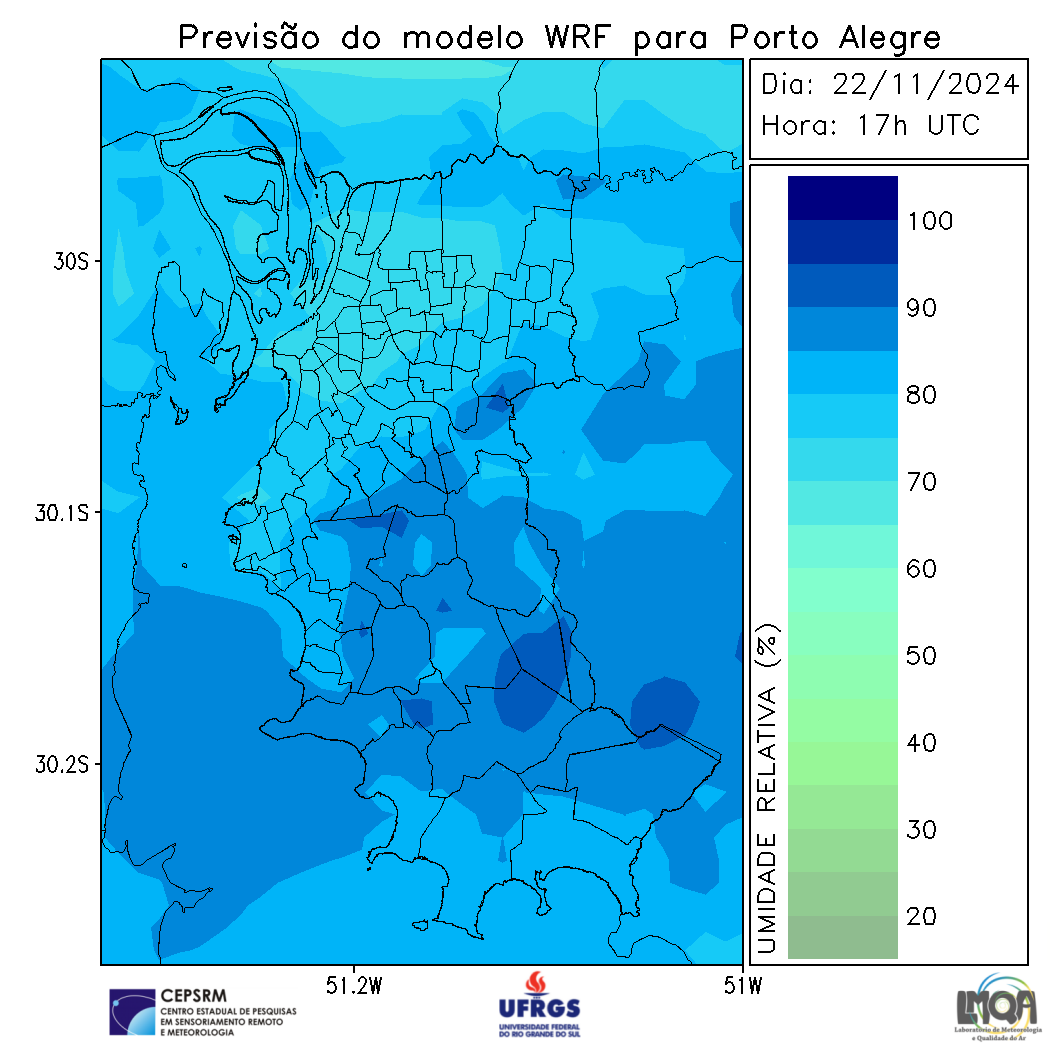 Previsão do modelo WRF para Porto Alegre
Dia: 22/11/2024
Hora: 17h UTC
100
90
80
70
60
50
40
30
20
UMIDADE RELATIVA (%)
30S
30.1S
30.2S
51.2W
51W
CEPSRM
CENTRO ESTADUAL DE PESQUISAS
EM SENSORIAMENTO REMOTO
E METEOROLOGIA
UFRGS
UNIVERSIDADE FEDERAL
DO RIO GRANDE DO SUL
LMQA
Laboratório de Meteorologia
e Qualidade do Ar